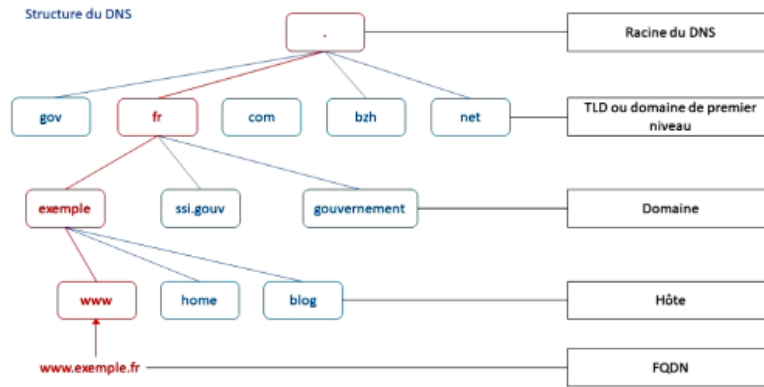 Structure du DNS
.
Racine du DNS
gov
fr
com
bzh
net
TLD ou domaine de premier
niveau
exemple
ssi.gouv
gouvernement
Domaine
www
home
blog
Hôte
www.exemple.fr
FQDN